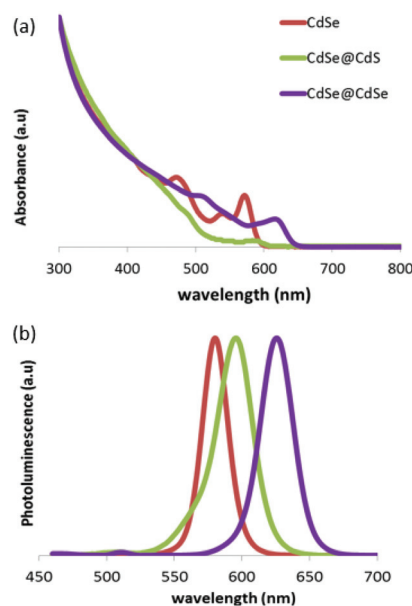 (a)
CdSe
CdSe@CdS
CdSe@CdSe
Absorbance (a.u)
300 400 500 600 700 800
wavelength (nm)
(b)
Photoluminescence (a.u)
450 500 550 600 650 700
wavelength (nm)